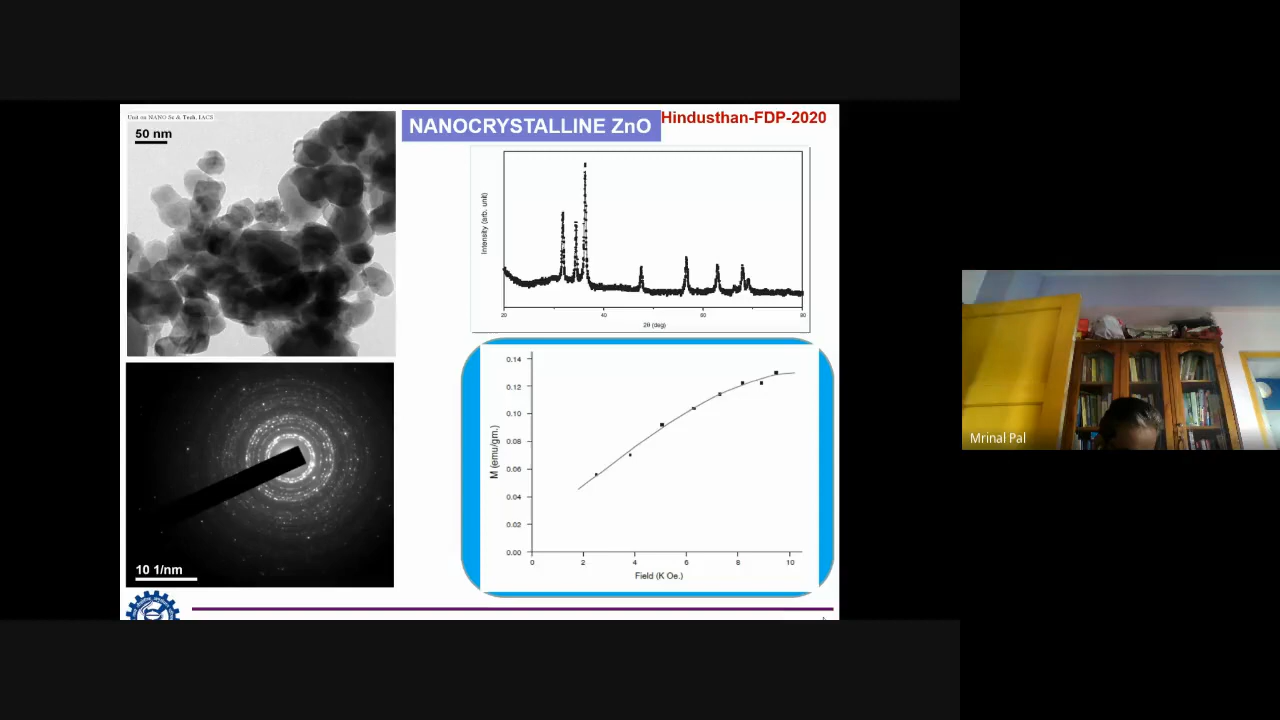 Unit on NANO Sc & Tech, IACS
50 nm
NANOCRYSTALLINE ZnO
Hindusthan-FDP-2020
Intensity (arb. unit)
20 40 60 80
2θ (deg)
10 1/nm
M (emu/gm.)
0.14
0.12
0.10
0.08
0.06
0.04
0.02
0.00
0 2 4 6 8 10
Field (K Oe.)
Mrinal Pal